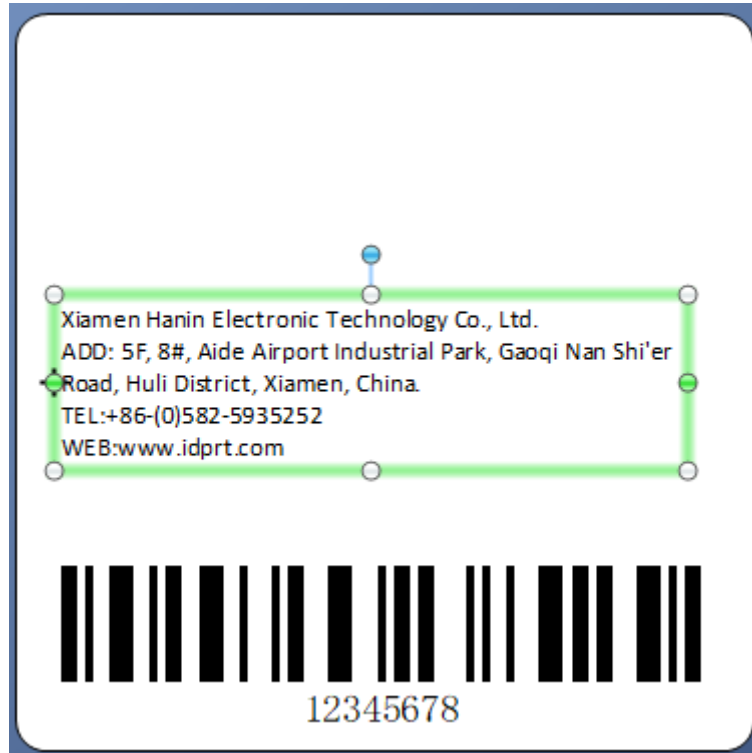 Xiamen Hanin Electronic Technology Co., Ltd.
ADD: 5F, 8#, Aide Airport Industrial Park, Gaoqi Nan Shi'er
Road, Huli District, Xiamen, China.
TEL:+86-(0)582-5935252
WEB:www.idprt.com
12345678